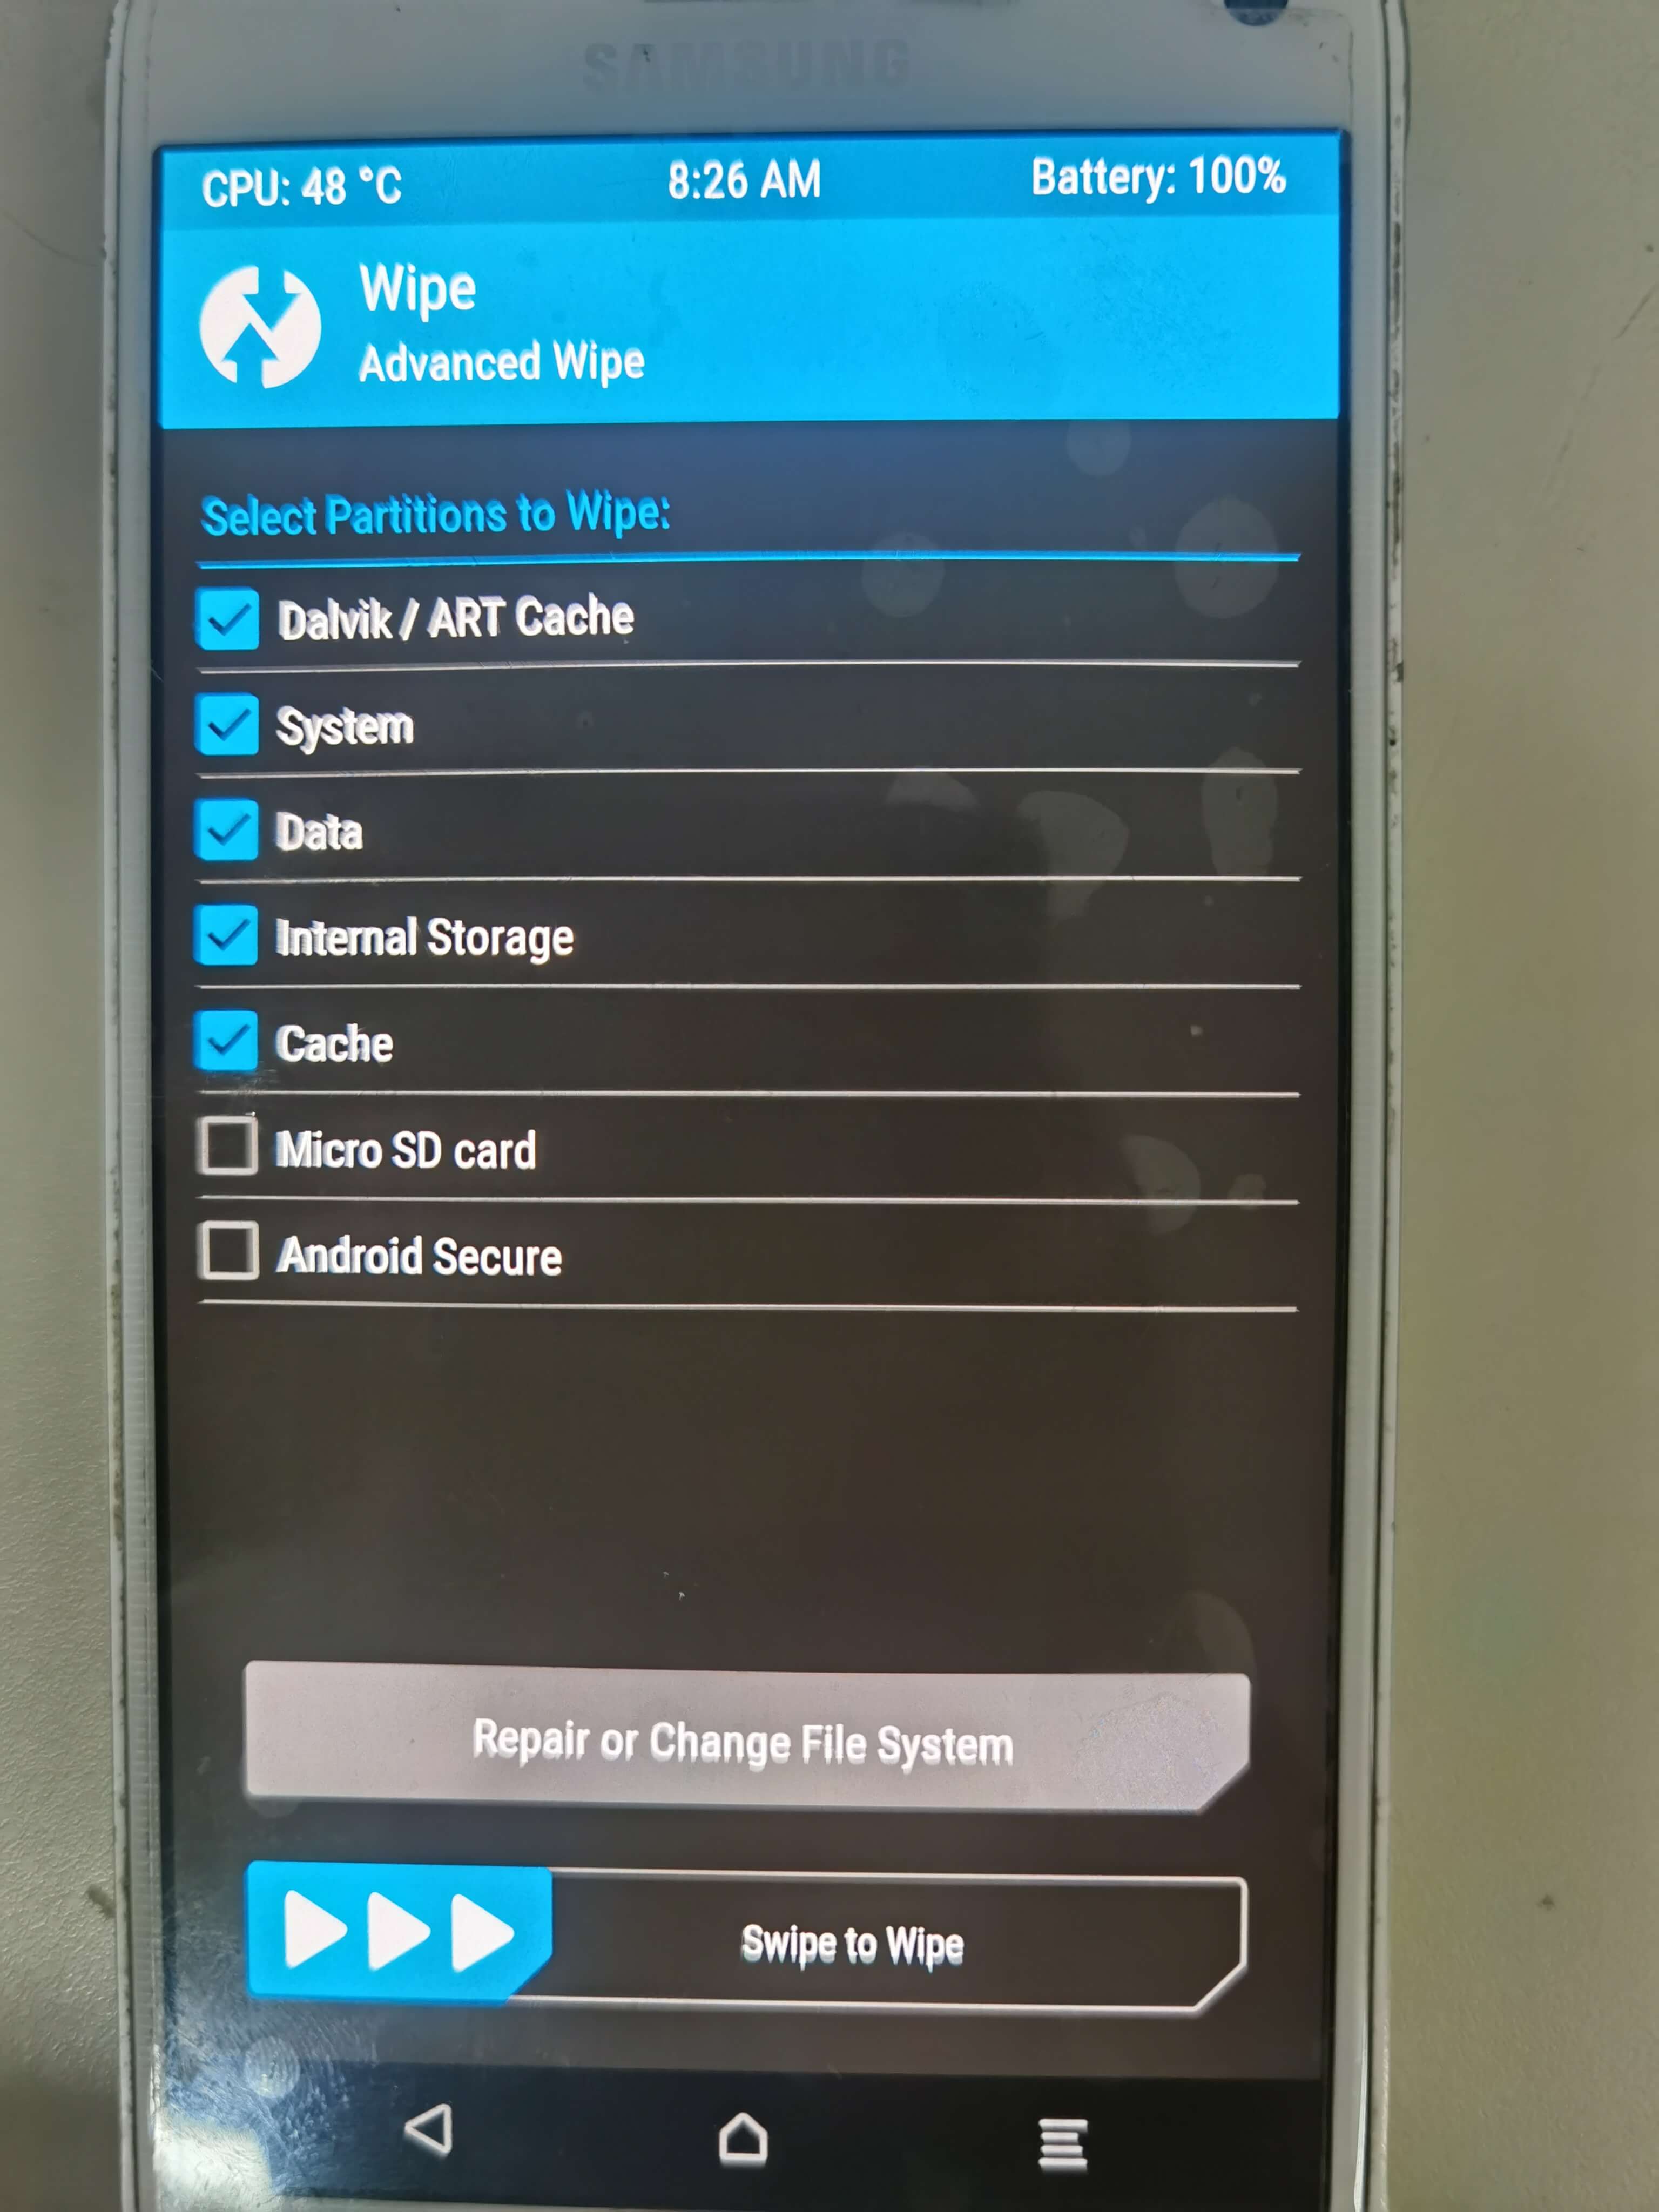 SAMSUNG
CPU: 48 °C 8:26 AM Battery: 100%
Wipe
Advanced Wipe
Select Partitions to Wipe:
Dalvik / ART Cache
System
Data
Internal Storage
Cache
Micro SD card
Android Secure
Repair or Change File System
Swipe to Wipe